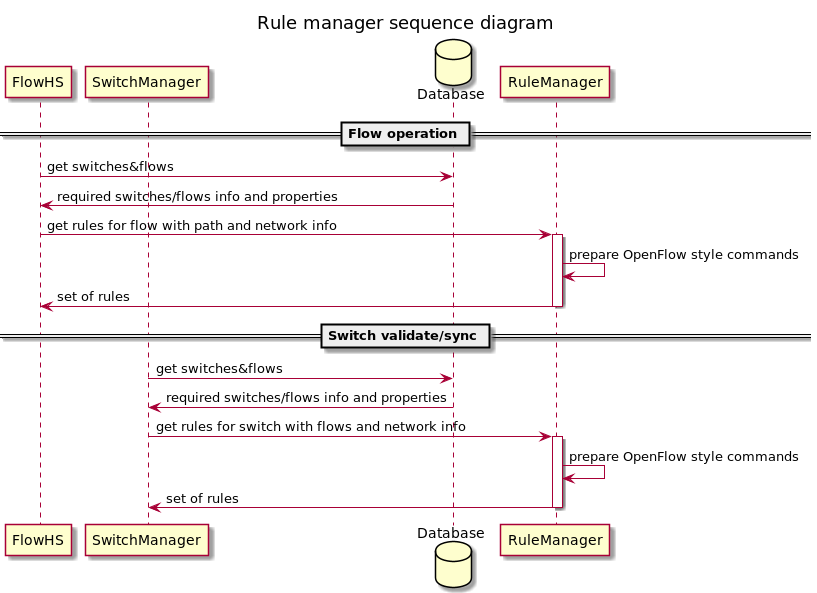 Rule manager sequence diagram
FlowHS
SwitchManager
Database
RuleManager
Flow operation
get switches&flows
required switches/flows info and properties
get rules for flow with path and network info
prepare OpenFlow style commands
set of rules
Switch validate/sync
get switches&flows
required switches/flows info and properties
get rules for switch with flows and network info
prepare OpenFlow style commands
set of rules
FlowHS
SwitchManager
Database
RuleManager